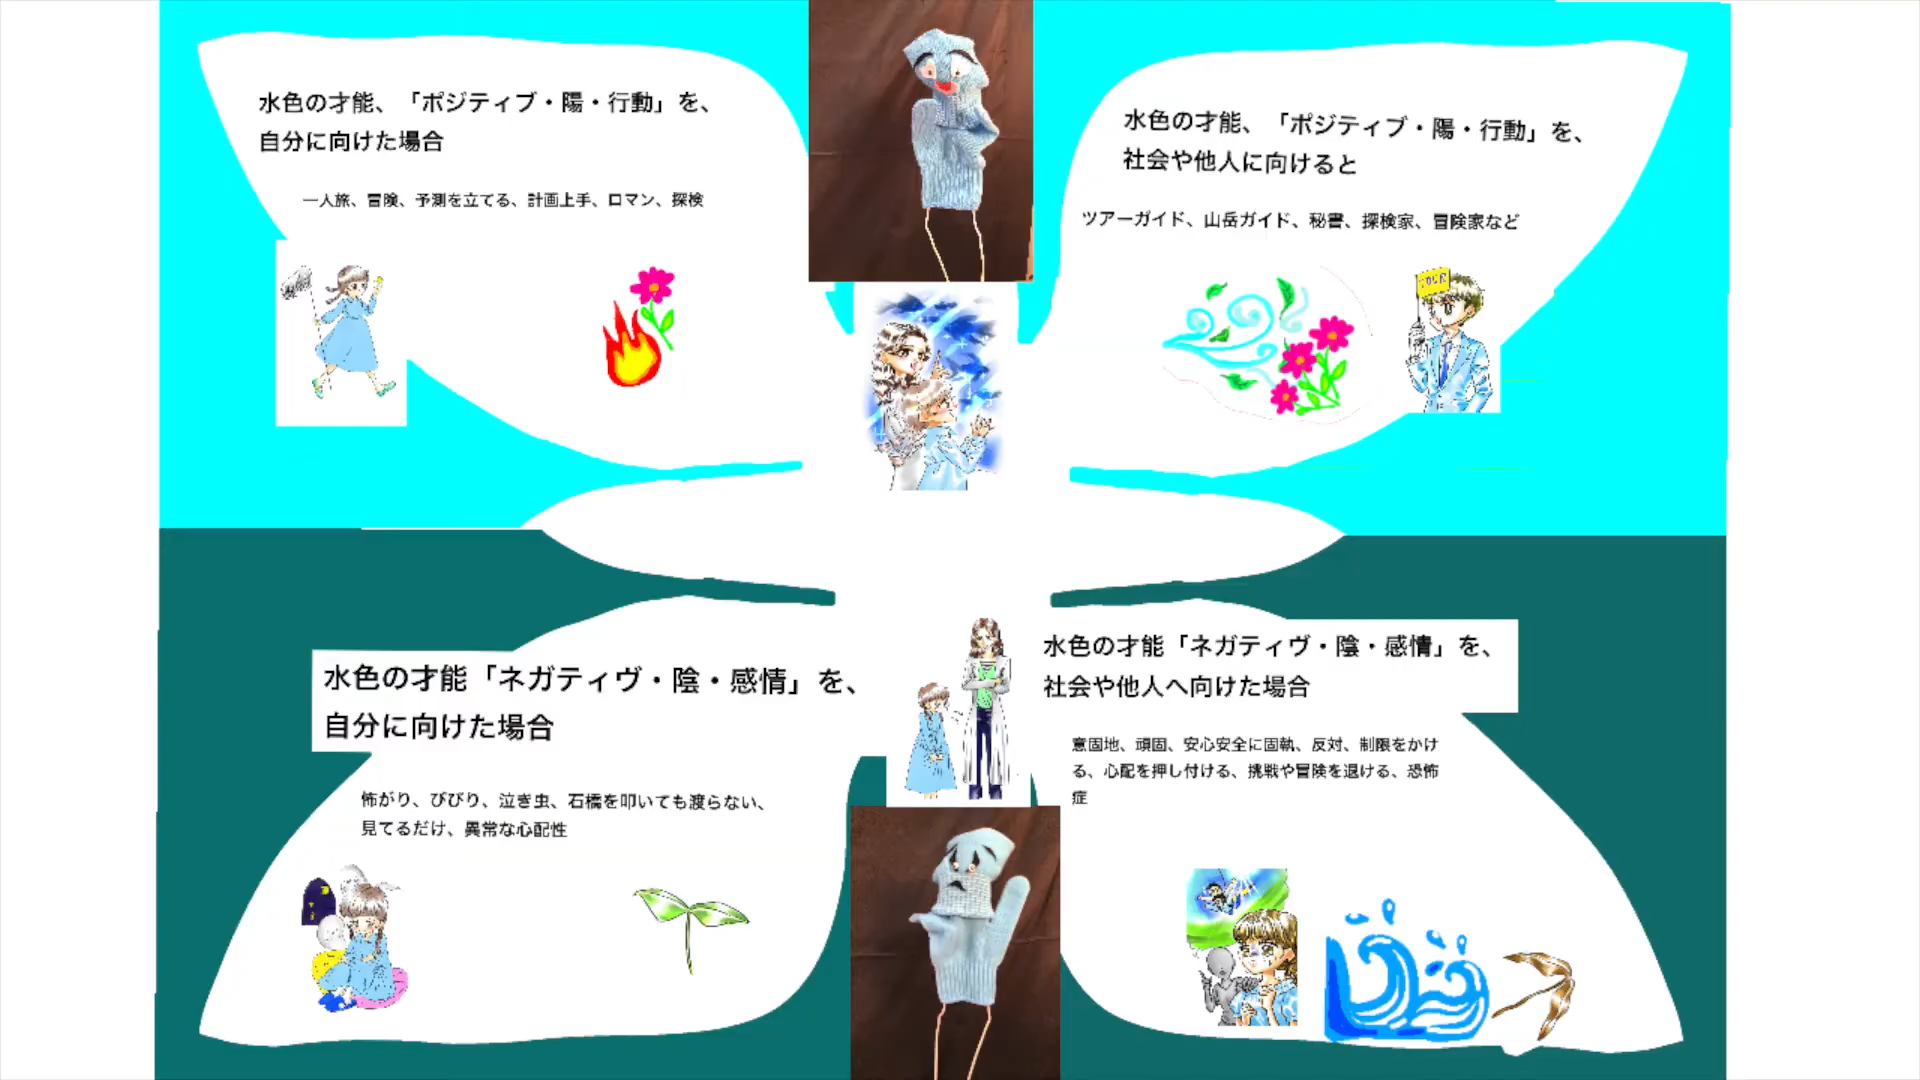 水色の才能、「ポジティブ・陽・行動」を、
自分に向けた場合
一人旅、冒険、予測を立てる、計画上手、ロマン、探検
水色の才能、「ポジティブ・陽・行動」を、
社会や他人に向けると
ツアーガイド、山岳ガイド、秘書、探検家、冒険家など
TOUR
水色の才能「ネガティヴ・陰・感情」を、
自分に向けた場合
怖がり、びびり、泣き虫、石橋を叩いても渡らない、
見てるだけ、異常な心配性
水色の才能「ネガティヴ・陰・感情」を、
社会や他人へ向けた場合
意固地、頑固、安心安全に固執、反対、制限をかけ
る、心配を押し付ける、挑戦や冒険を退ける、恐怖
症